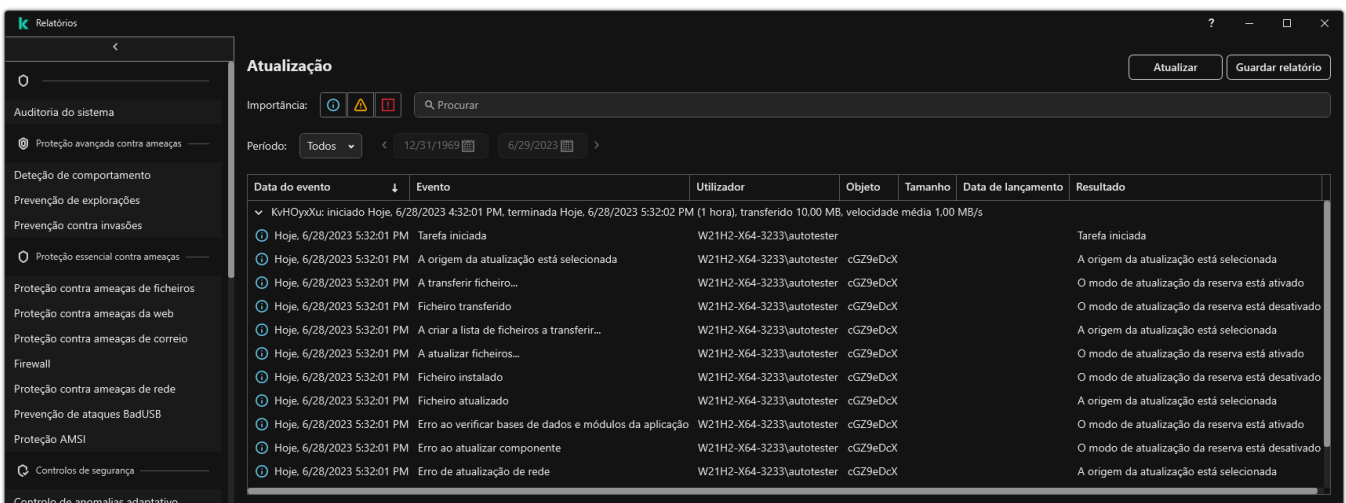 Relatórios
?
Auditoria do sistema
Proteção avançada contra ameaças
Deteção de comportamento
Prevenção de explorações
Prevenção contra invasões
Proteção essencial contra ameaças
Proteção contra ameaças de ficheiros
Proteção contra ameaças da web
Proteção contra ameaças de correio
Firewall
Proteção contra ameaças de rede
Prevenção de ataques BadUSB
Proteção AMSI
Controlos de segurança
Controlo de anomalias adaptativo
Atualização
Atualizar Guardar relatório
Importância: Procurar
Período: Todos 12/31/1969 6/29/2023
Data do evento Evento Utilizador Objeto Tamanho Data de lançamento Resultado
KvHOyxXu: iniciado Hoje, 6/28/2023 4:32:01 PM, terminada Hoje, 6/28/2023 5:32:02 PM (1 hora), transferido 10,00 MB, velocidade média 1,00 MB/s
Hoje, 6/28/2023 5:32:01 PM Tarefa iniciada W21H2-X64-3233\autotester Tarefa iniciada
Hoje, 6/28/2023 5:32:01 PM A origem da atualização está selecionada W21H2-X64-3233\autotester cGZ9eDcX A origem da atualização está selecionada
Hoje, 6/28/2023 5:32:01 PM A transferir ficheiro... W21H2-X64-3233\autotester cGZ9eDcX O modo de atualização da reserva está ativado
Hoje, 6/28/2023 5:32:01 PM Ficheiro transferido W21H2-X64-3233\autotester cGZ9eDcX O modo de atualização da reserva está desativado
Hoje, 6/28/2023 5:32:01 PM A criar a lista de ficheiros a transferir... W21H2-X64-3233\autotester cGZ9eDcX A origem da atualização está selecionada
Hoje, 6/28/2023 5:32:01 PM A atualizar ficheiros... W21H2-X64-3233\autotester cGZ9eDcX O modo de atualização da reserva está ativado
Hoje, 6/28/2023 5:32:01 PM Ficheiro instalado W21H2-X64-3233\autotester cGZ9eDcX O modo de atualização da reserva está desativado
Hoje, 6/28/2023 5:32:01 PM Ficheiro atualizado W21H2-X64-3233\autotester cGZ9eDcX A origem da atualização está selecionada
Hoje, 6/28/2023 5:32:01 PM Erro ao verificar bases de dados e módulos da aplicação W21H2-X64-3233\autotester cGZ9eDcX O modo de atualização da reserva está ativado
Hoje, 6/28/2023 5:32:01 PM Erro ao atualizar componente W21H2-X64-3233\autotester cGZ9eDcX O modo de atualização da reserva está desativado
Hoje, 6/28/2023 5:32:01 PM Erro de atualização de rede W21H2-X64-3233\autotester cGZ9eDcX A origem da atualização está selecionada